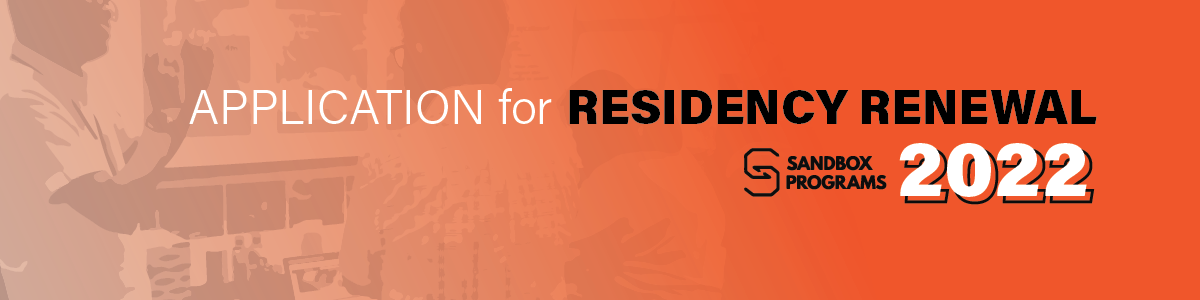 APPLICATION for RESIDENCY RENEWAL
SANDBOX
PROGRAMS
2022